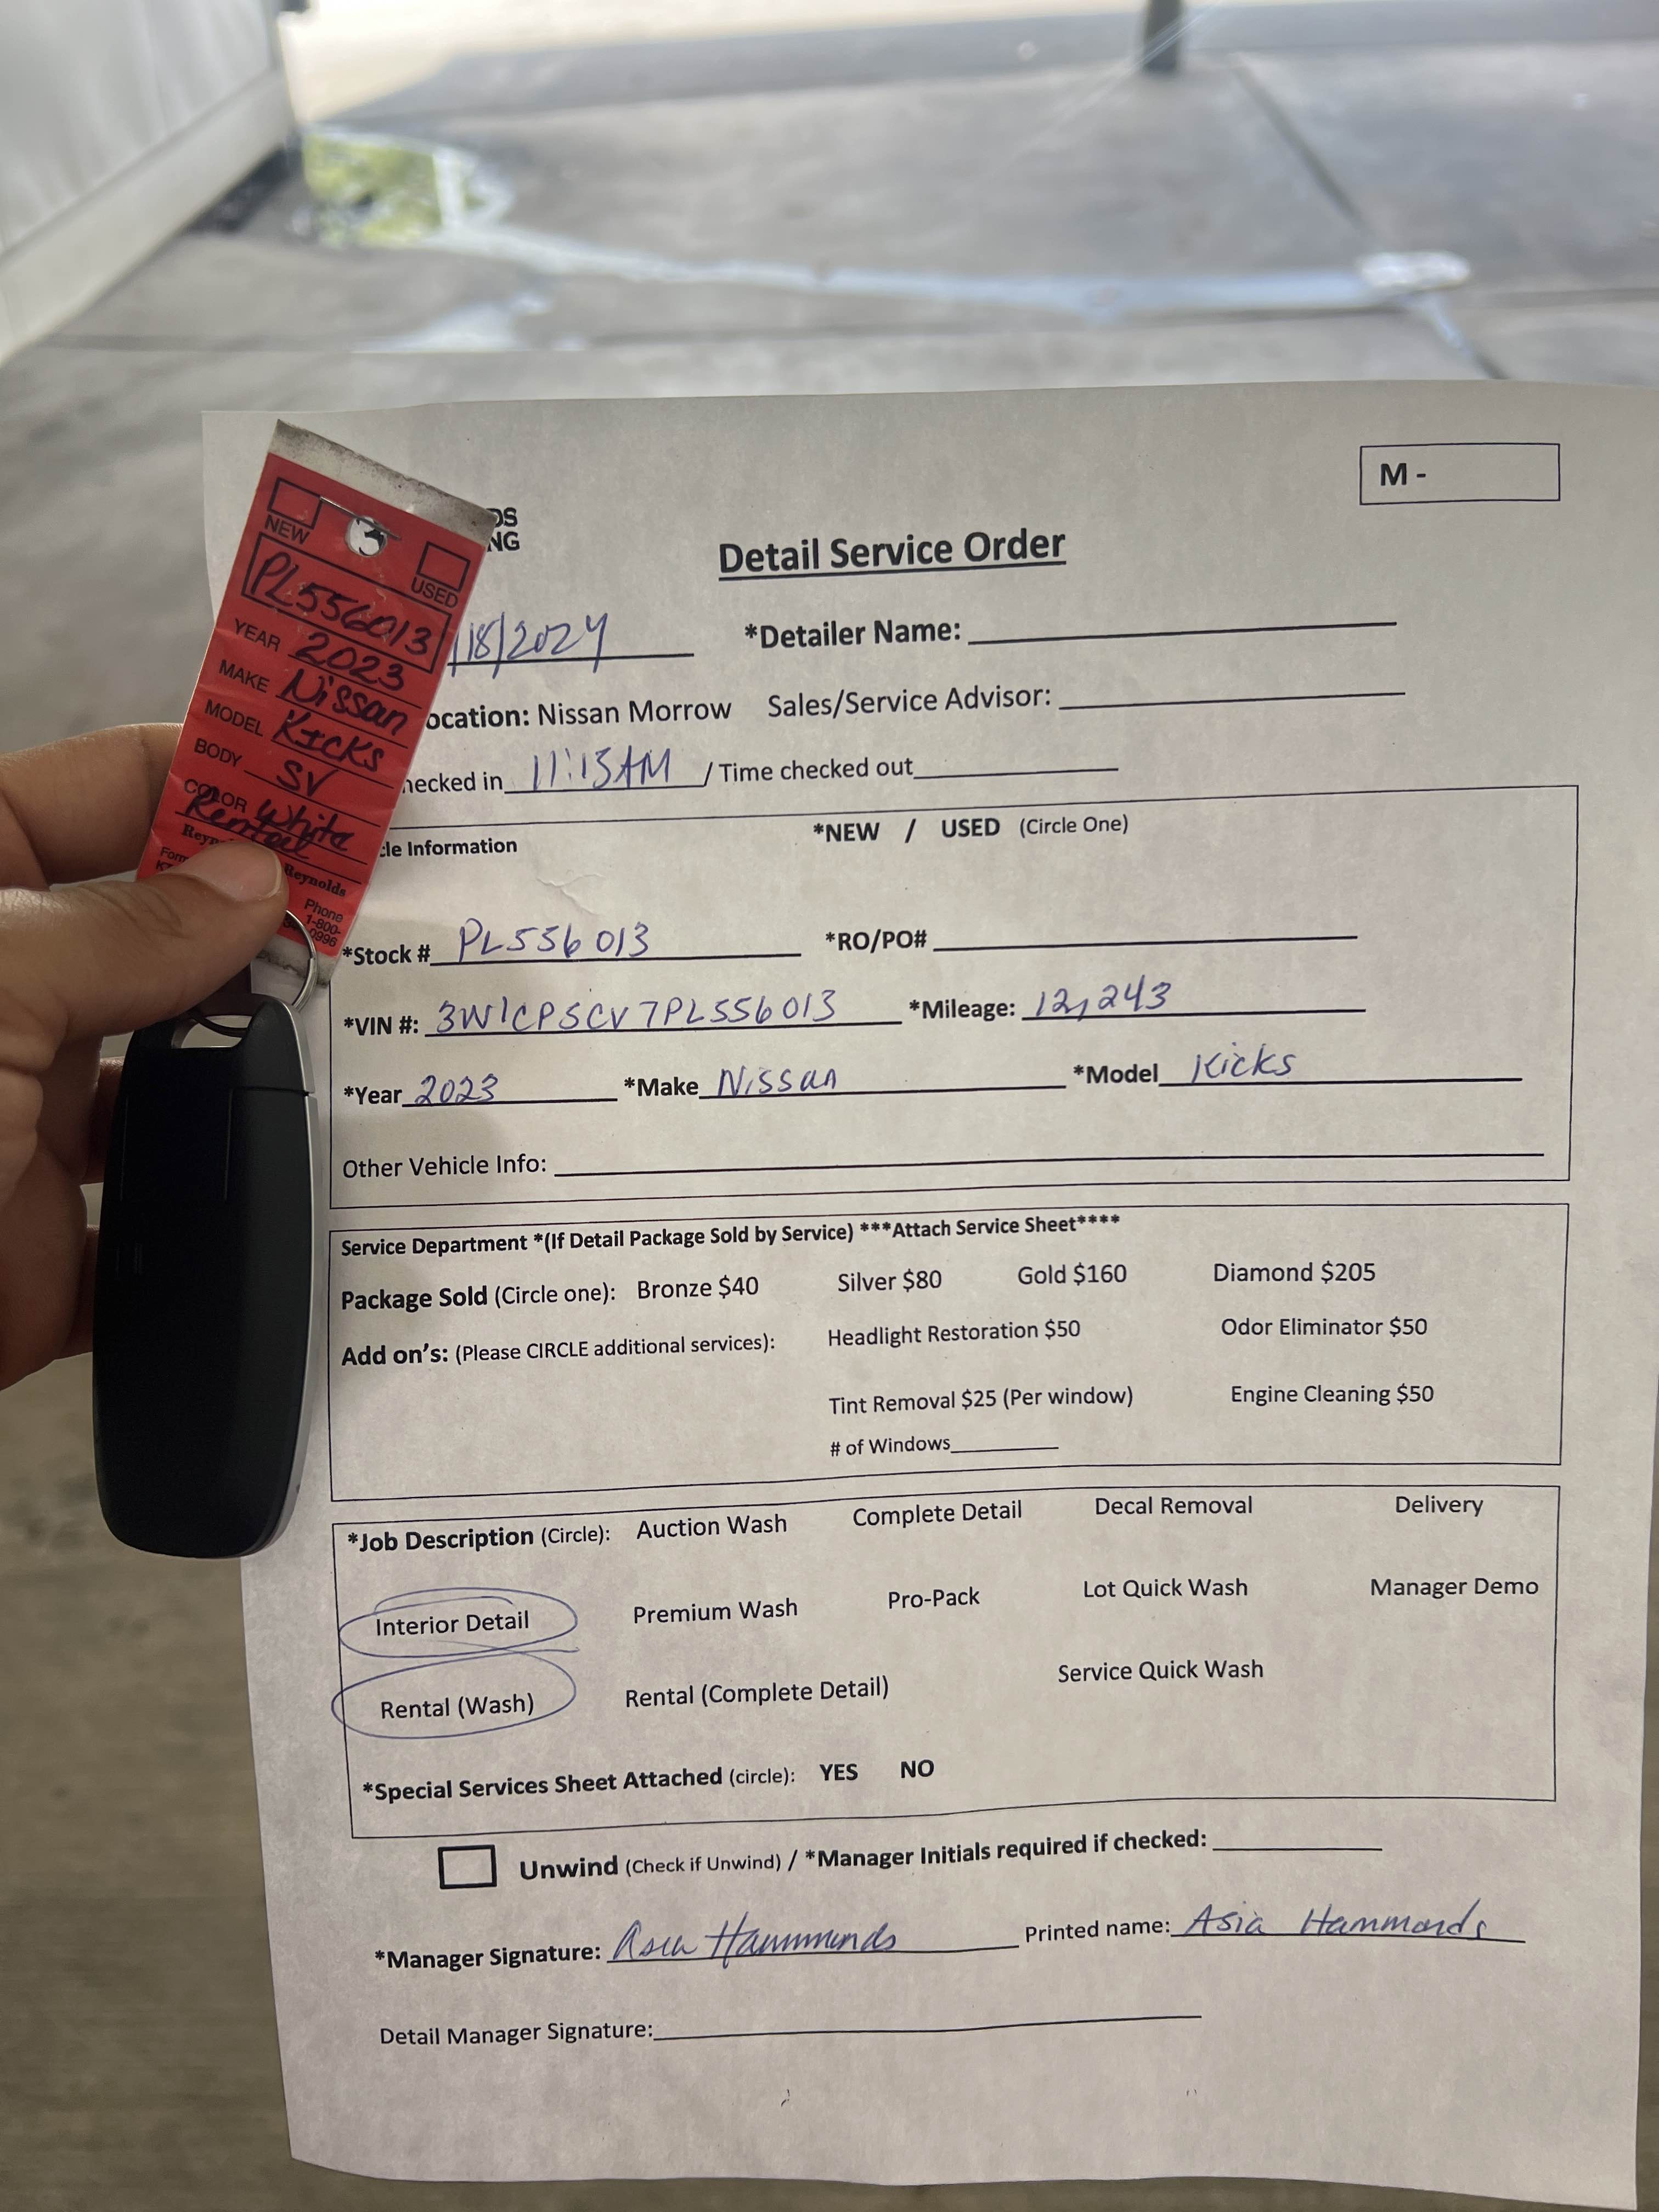 M -
DS
NG
Detail Service Order
/18/2024 *Detailer Name:
ocation: Nissan Morrow Sales/Service Advisor:
hecked in 11:15AM / Time checked out
cle Information *NEW / USED (Circle One)
*Stock # PL556013 *RO/PO#
*VIN #: 3W1CP5CV7PL556013 *Mileage: 12,243
*Year 2023 *Make Nissan *Model Kicks
Other Vehicle Info:
Service Department *(If Detail Package Sold by Service) ***Attach Service Sheet****
Package Sold (Circle one): Bronze $40 Silver $80 Gold $160 Diamond $205
Add on's: (Please CIRCLE additional services): Headlight Restoration $50 Odor Eliminator $50
Tint Removal $25 (Per window) Engine Cleaning $50
# of Windows
*Job Description (Circle): Auction Wash Complete Detail Decal Removal Delivery
Interior Detail Premium Wash Pro-Pack Lot Quick Wash Manager Demo
Rental (Wash) Rental (Complete Detail) Service Quick Wash
*Special Services Sheet Attached (circle): YES NO
Unwind (Check if Unwind) / *Manager Initials required if checked:
*Manager Signature: Asia Hammonds Printed name: Asia Hammonds
Detail Manager Signature:
NEW USED
PL556013
YEAR 2023
MAKE Nissan
MODEL Kicks
BODY SV
COLOR White
Rental
Reynolds
Phone
1-800-
0996